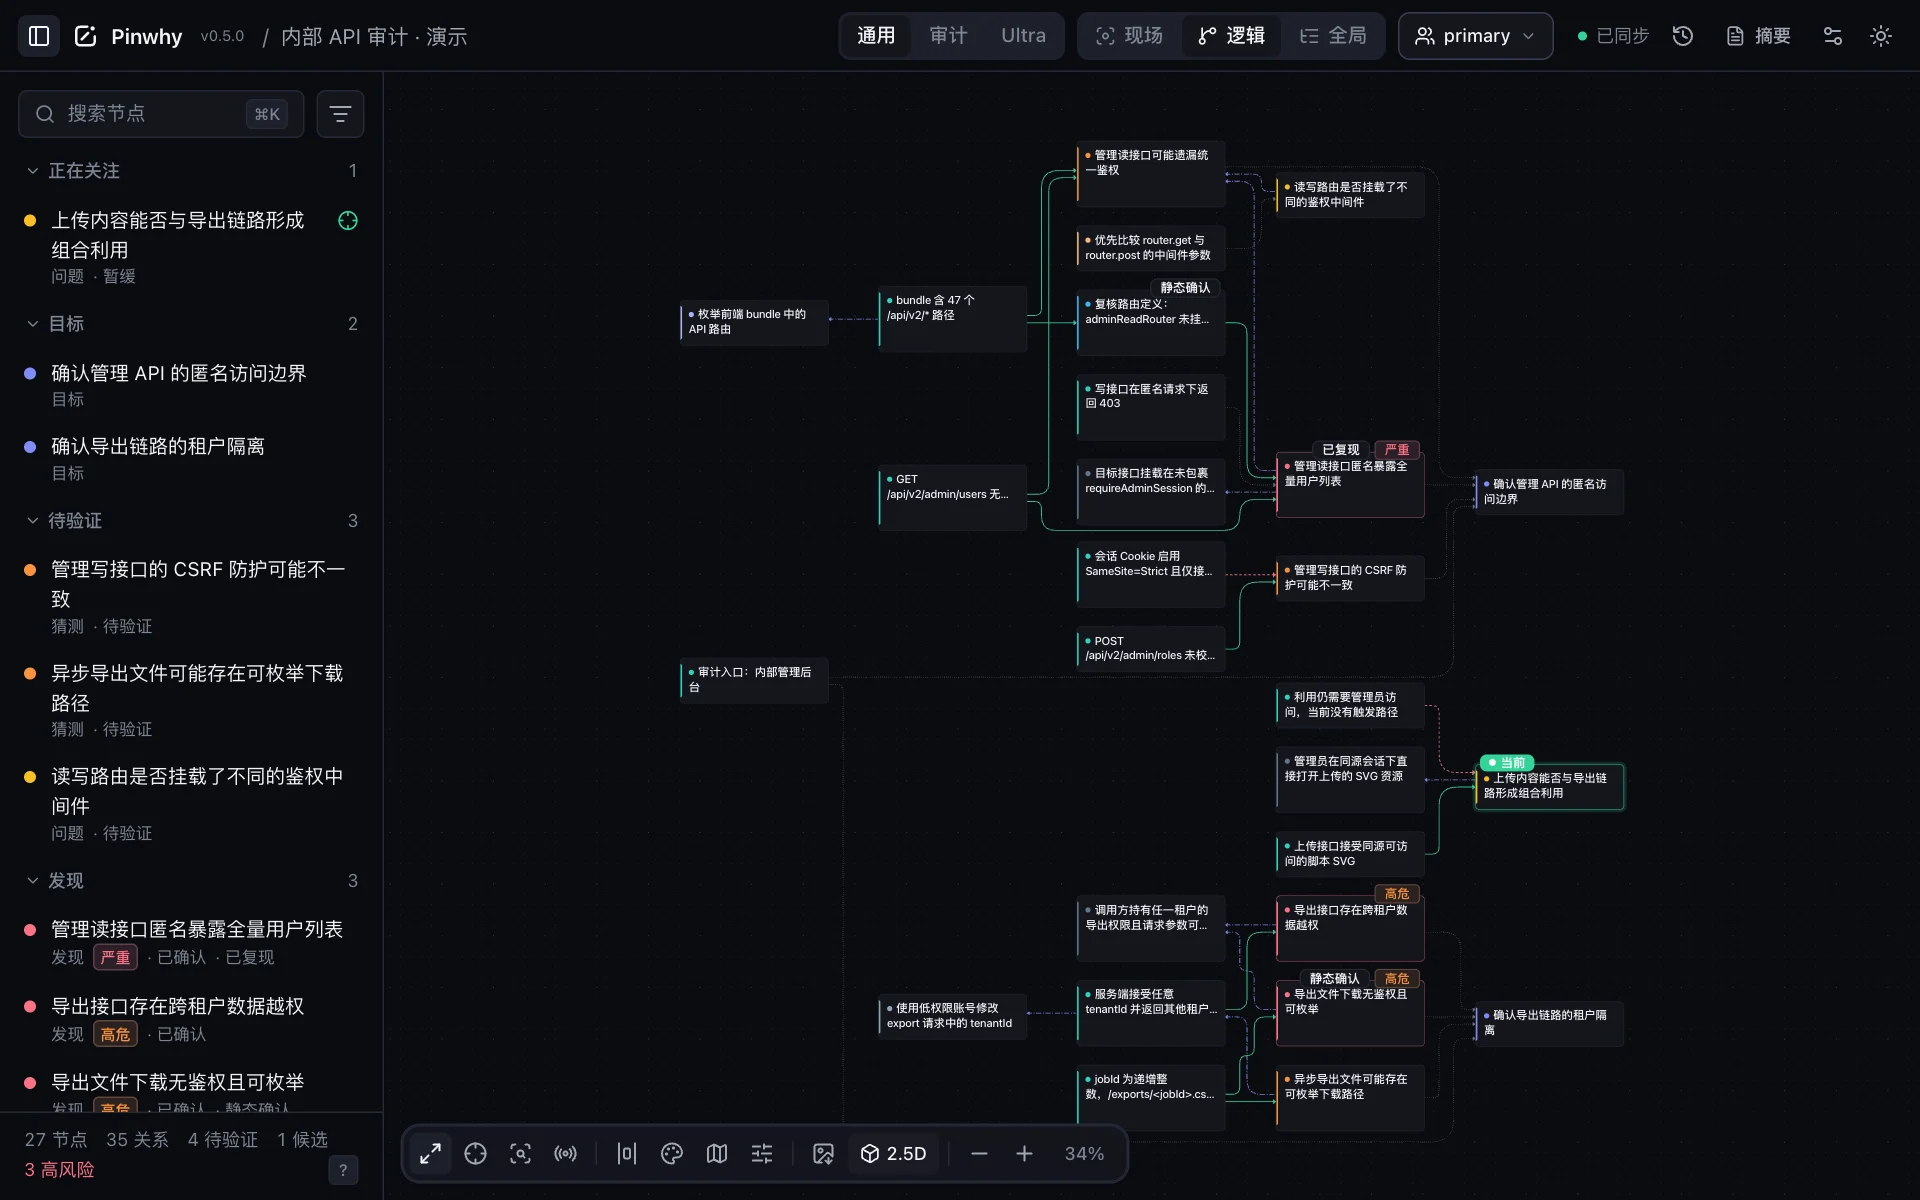 Pinwhy v0.5.0 / 内部 API 审计 · 演示
通用 审计 Ultra
现场 逻辑 全局
primary
已同步
摘要
搜索节点 ⌘K
正在关注 1
上传内容能否与导出链路形成
组合利用
问题 · 暂缓
目标 2
确认管理 API 的匿名访问边界
目标
确认导出链路的租户隔离
目标
待验证 3
管理写接口的 CSRF 防护可能不一
致
猜测 · 待验证
异步导出文件可能存在可枚举下载
路径
猜测 · 待验证
读写路由是否挂载了不同的鉴权中
间件
问题 · 待验证
发现 3
管理读接口匿名暴露全量用户列表
发现 严重 · 已确认 · 已复现
导出接口存在跨租户数据越权
发现 高危 · 已确认
导出文件下载无鉴权且可枚举
发现 高危 · 已确认 · 静态确认
27 节点 35 关系 4 待验证 1 候选
3 高风险
?
枚举前端 bundle 中的
API 路由
审计入口：内部管理后
台
bundle 含 47 个
/api/v2/* 路径
GET
/api/v2/admin/users 无...
使用低权限账号修改
export 请求中的 tenantId
管理读接口可能遗漏统
一鉴权
优先比较 router.get 与
router.post 的中间件参数
静态确认
复核路由定义：
adminReadRouter 未挂...
写接口在匿名请求下返
回 403
目标接口挂载在未包裹
requireAdminSession 的...
会话 Cookie 启用
SameSite=Strict 且仅接...
POST
/api/v2/admin/roles 未校...
调用方持有任一租户的
导出权限且请求参数可...
服务端接受任意
tenantId 并返回其他租户...
jobId 为递增整
数，/exports/<jobId>.cs...
读写路由是否挂载了不
同的鉴权中间件
已复现 严重
管理读接口匿名暴露全
量用户列表
管理写接口的 CSRF 防
护可能不一致
利用仍需要管理员访
问，当前没有触发路径
管理员在同源会话下直
接打开上传的 SVG 资源
上传接口接受同源可访
问的脚本 SVG
高危
导出接口存在跨租户数
据越权
静态确认 高危
导出文件下载无鉴权且
可枚举
异步导出文件可能存在
可枚举下载路径
确认管理 API 的匿名访
问边界
当前
上传内容能否与导出链
路形成组合利用
确认导出链路的租户隔
离
2.5D
34%